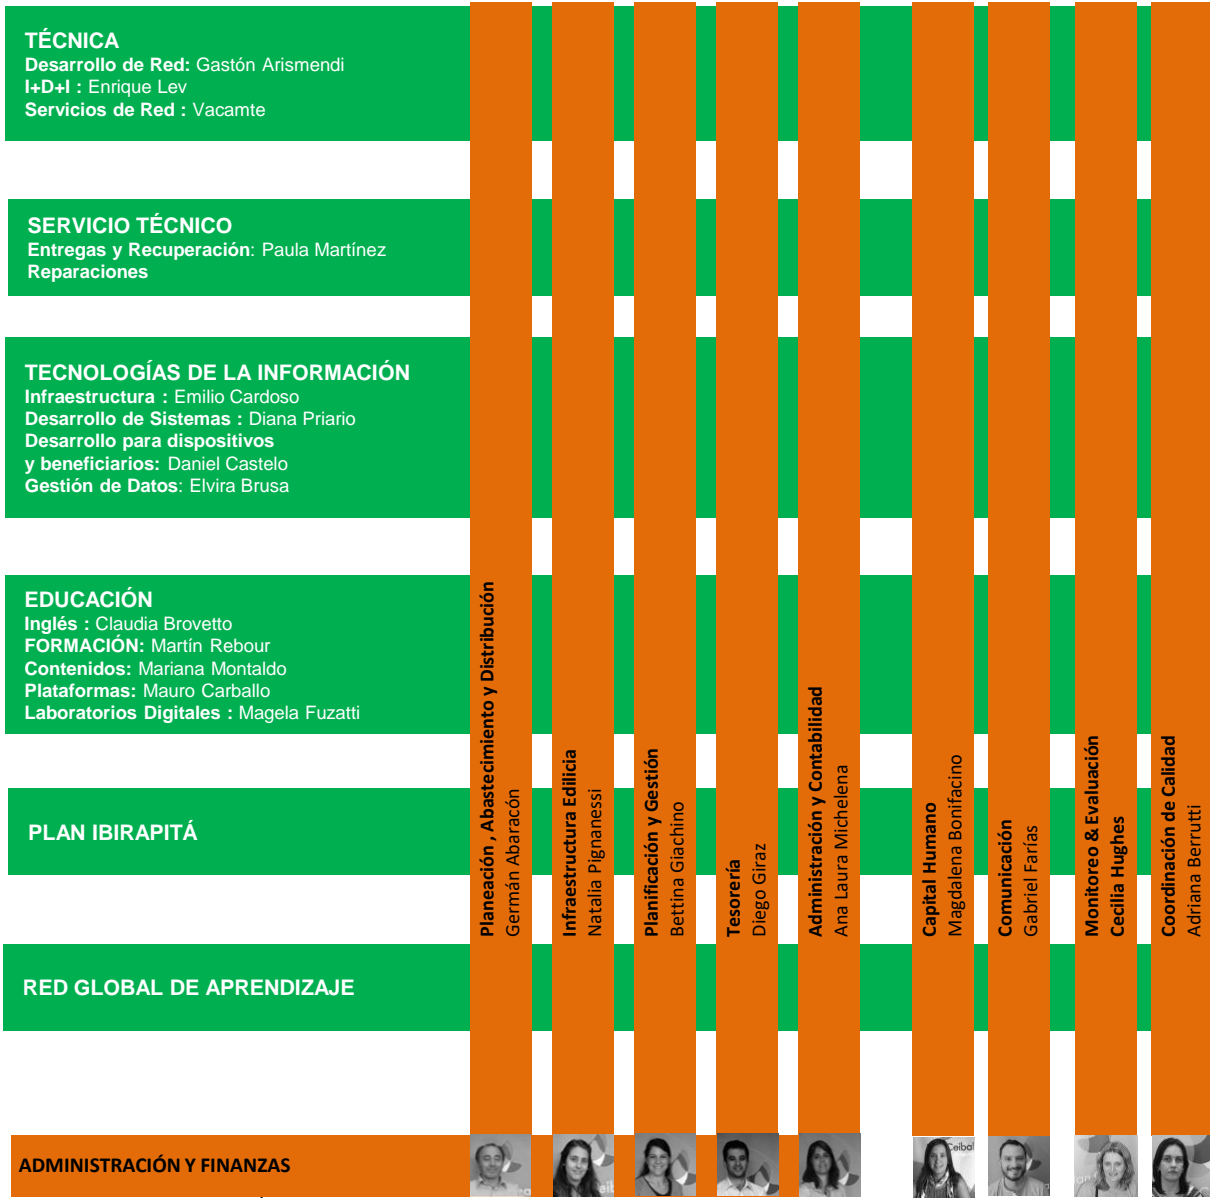 TÉCNICA
Desarrollo de Red: Gastón Arismendi
I+D+I : Enrique Lev
Servicios de Red : Vacamte
SERVICIO TÉCNICO
Entregas y Recuperación: Paula Martínez
Reparaciones
TECNOLOGÍAS DE LA INFORMACIÓN
Infraestructura : Emilio Cardoso
Desarrollo de Sistemas : Diana Priario
Desarrollo para dispositivos
y beneficiarios: Daniel Castelo
Gestión de Datos: Elvira Brusa
EDUCACIÓN
Inglés : Claudia Brovetto
FORMACIÓN: Martín Rebour
Contenidos: Mariana Montaldo
Plataformas: Mauro Carballo
Laboratorios Digitales : Magela Fuzatti
PLAN IBIRAPITÁ
RED GLOBAL DE APRENDIZAJE
Planeación , Abastecimiento y Distribución
Germán Abaracón
Infraestructura Edilicia
Natalia Pignanessi
Planificación y Gestión
Bettina Giachino
Tesorería
Diego Giraz
Administración y Contabilidad
Ana Laura Michelena
Capital Humano
Magdalena Bonifacino
Comunicación
Gabriel Farías
Monitoreo & Evaluación
Cecilia Hughes
Coordinación de Calidad
Adriana Berrutti
ADMINISTRACIÓN Y FINANZAS